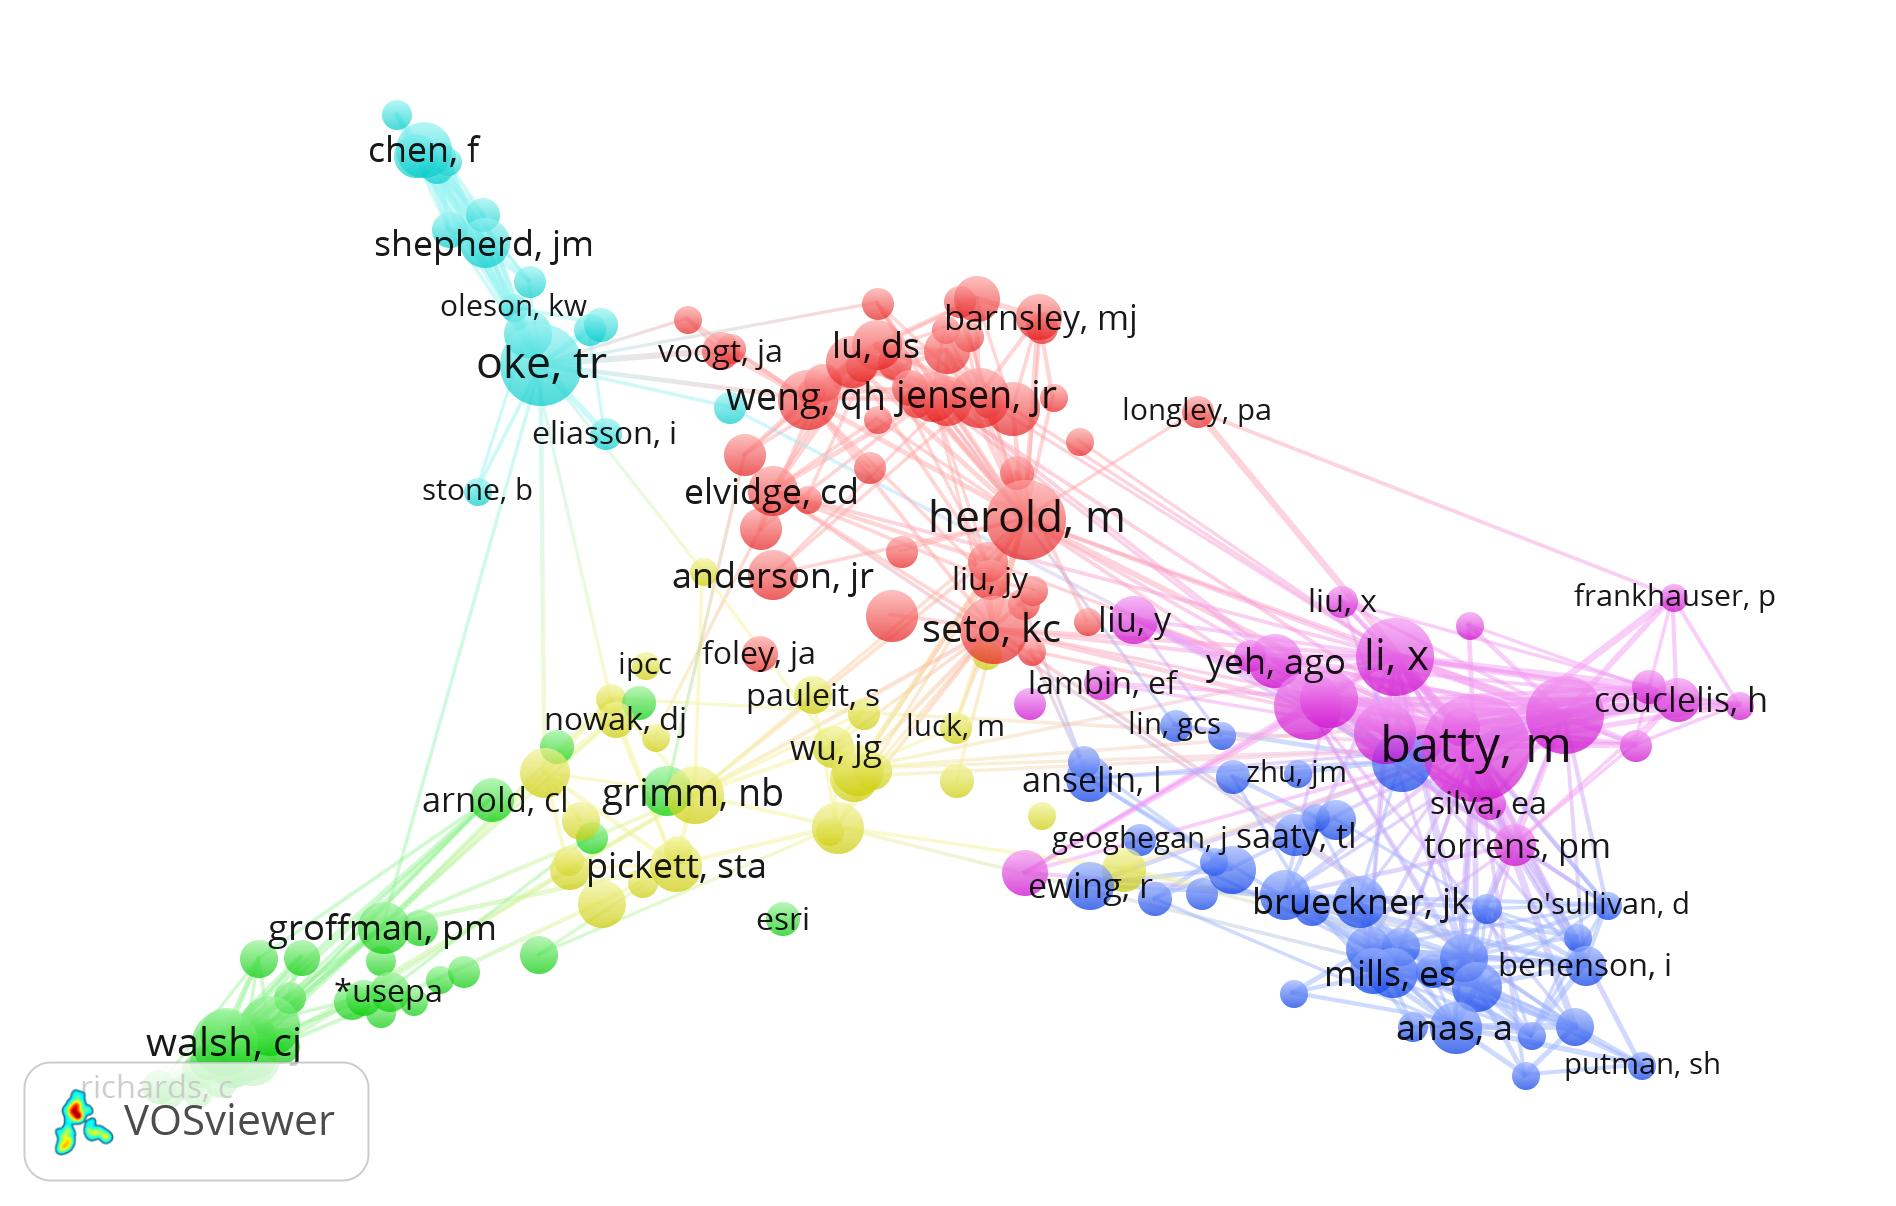 chen, f
shepherd, jm
oleson, kw
barnsley, mj
voogt, ja
lu, ds
oke, tr
weng, qh
jensen, jr
longley, pa
eliasson, i
stone, b
elvidge, cd
herold, m
anderson, jr
liu, jy
liu, x
frankhauser, p
liu, y
seto, kc
foley, ja
ipcc
yeh, ago
li, x
lambin, ef
pauleit, s
couclelis, h
nowak, dj
luck, m
lin, gcs
wu, jg
batty, m
anselin, l
zhu, jm
arnold, cl
grimm, nb
silva, ea
geoghegan, j
saaty, tl
torrens, pm
pickett, sta
ewing, r
brueckner, jk
o'sullivan, d
esri
groffman, pm
benenson, i
mills, es
*usepa
anas, a
walsh, cj
putman, sh
richards, c
VOSviewer